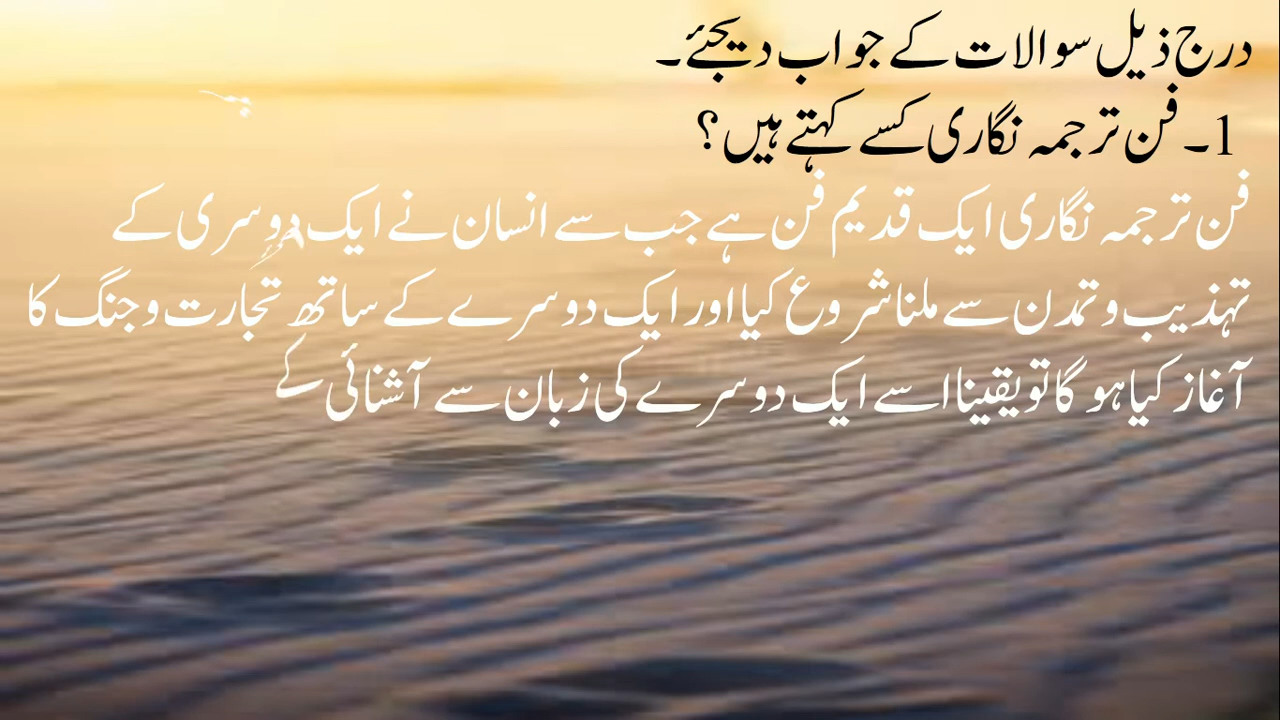 درج ذیل سوالات کے جواب دیجئے۔
1۔ فن ترجمہ نگاری کسے کہتے ہیں؟
فن ترجمہ نگاری ایک قدیم فن ہے جب سے انسان نے ایک دوسری کے
تہذیب و تمدن سے ملنا شروع کیا اور ایک دوسرے کے ساتھ تجارت و جنگ کا
آغاز کیا ہو گا تو یقینا اسے ایک دوسرے کی زبان سے آشنائی کے